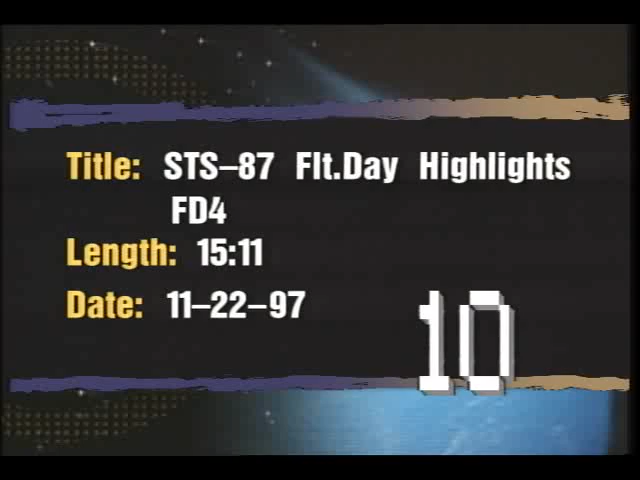 Title: STS–87 Flt.Day Highlights
FD4
Length: 15:11
Date: 11–22–97
10